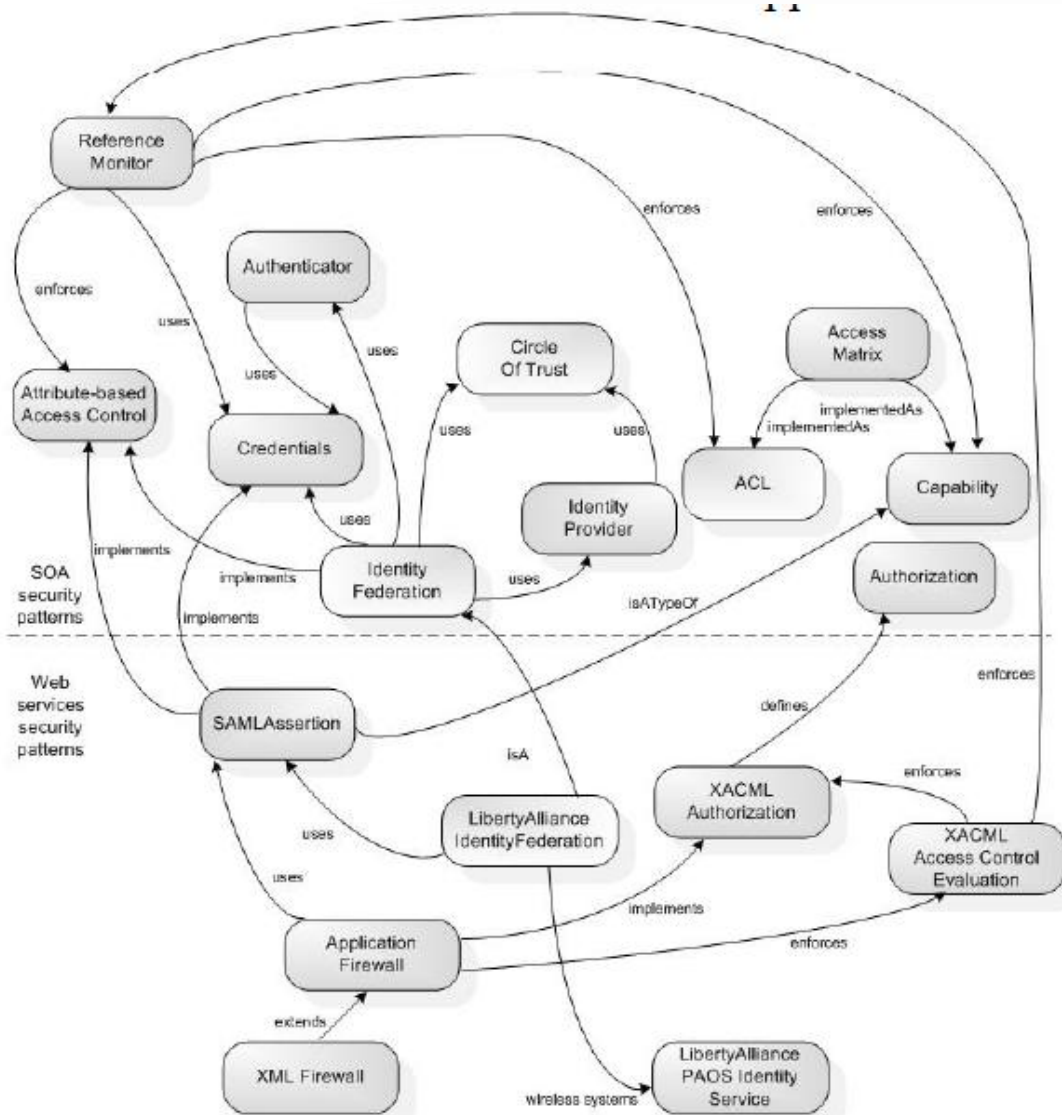 Reference
Monitor
enforces
enforces
Authenticator
enforces
uses
uses
Circle
Of Trust
Access
Matrix
uses
Attribute-based
Access Control
implementedAs
implementedAs
uses
uses
Credentials
ACL
Capability
Identity
Provider
uses
implements
SOA
security
patterns
implements
Identity
Federation
uses
Authorization
isATypeOf
implements
Web
services
security
patterns
enforces
SAMLAssertion
defines
isA
XACML
Authorization
enforces
uses
LibertyAlliance
IdentityFederation
XACML
Access Control
Evaluation
uses
implements
Application
Firewall
enforces
extends
XML Firewall
LibertyAlliance
PAOS Identity
Service
wireless systems